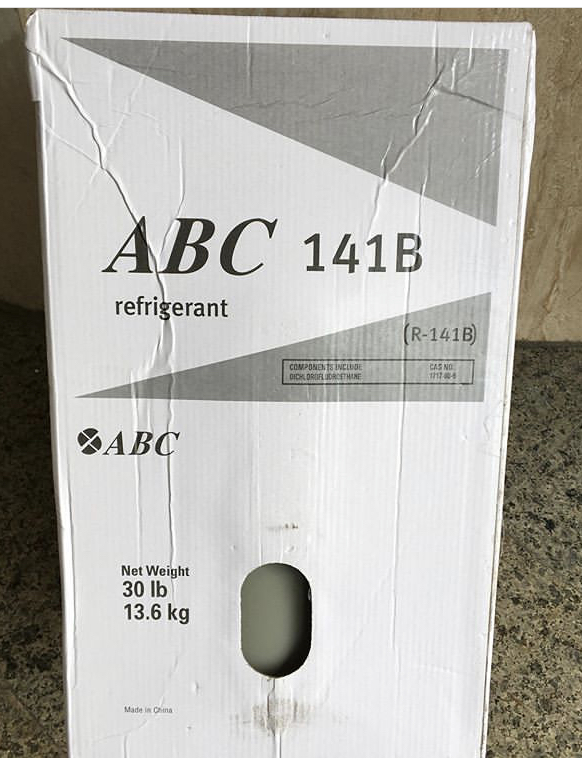 ABC 141B
refrigerant
(R-141B)
COMPONENTS INCLUDE CAS NO.
DICHLOROFLUOROETHANE
ABC
Net Weight
30 lb
13.6 kg
Made in China